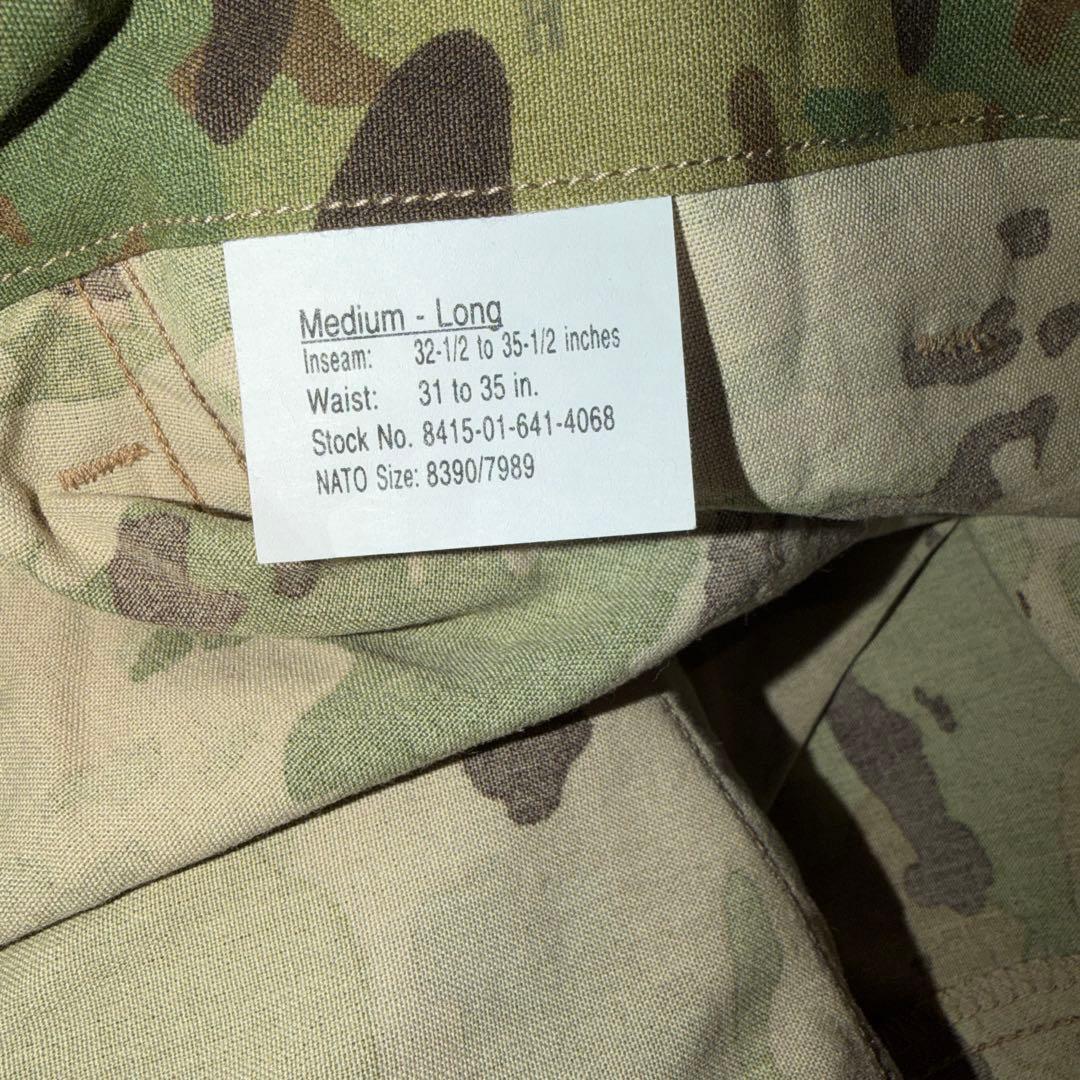 Medium - Long
Inseam: 32-1/2 to 35-1/2 inches
Waist: 31 to 35 in.
Stock No. 8415-01-641-4068
NATO Size: 8390/7989